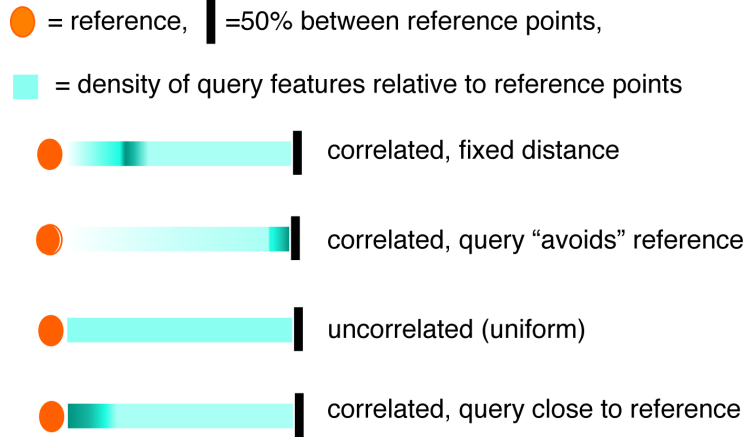 = reference, =50% between reference points,
= density of query features relative to reference points
correlated, fixed distance
correlated, query “avoids” reference
uncorrelated (uniform)
correlated, query close to reference